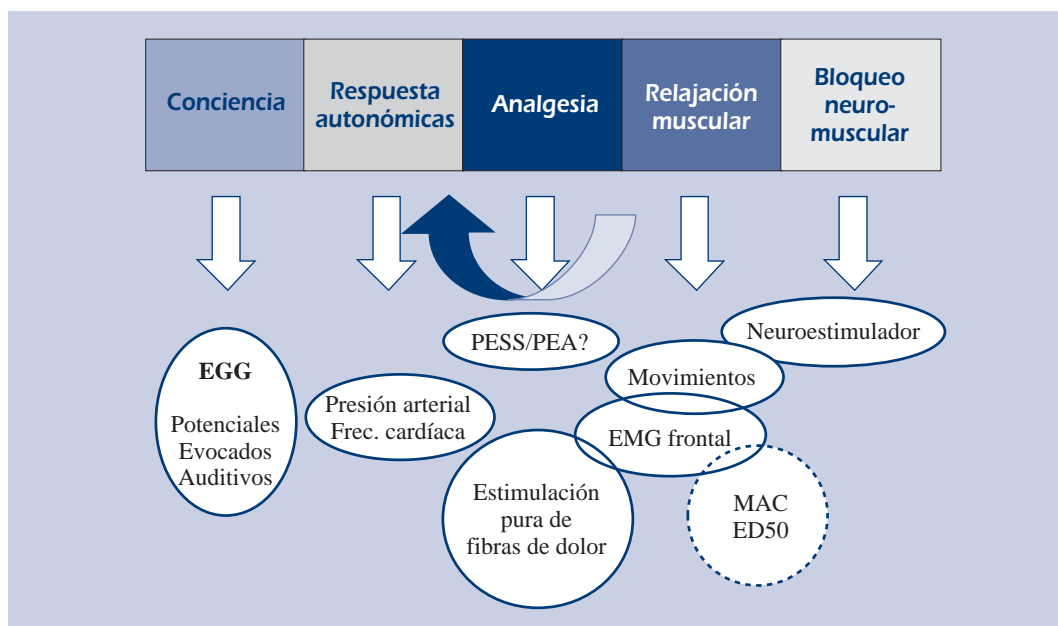 Conciencia
Respuesta
autonómicas
Analgesia
Relajación
muscular
Bloqueo
neuro-
muscular
PESS/PEA?
Neuroestimulador
EGG
Potenciales
Evocados
Auditivos
Presión arterial
Frec. cardíaca
Movimientos
EMG frontal
Estimulación
pura de
fibras de dolor
MAC
ED50